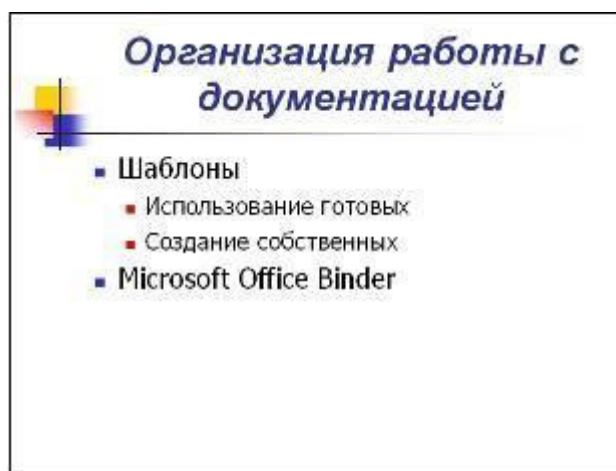 Организация работы с
документацией
Шаблоны
Использование готовых
Создание собственных
Microsoft Office Binder